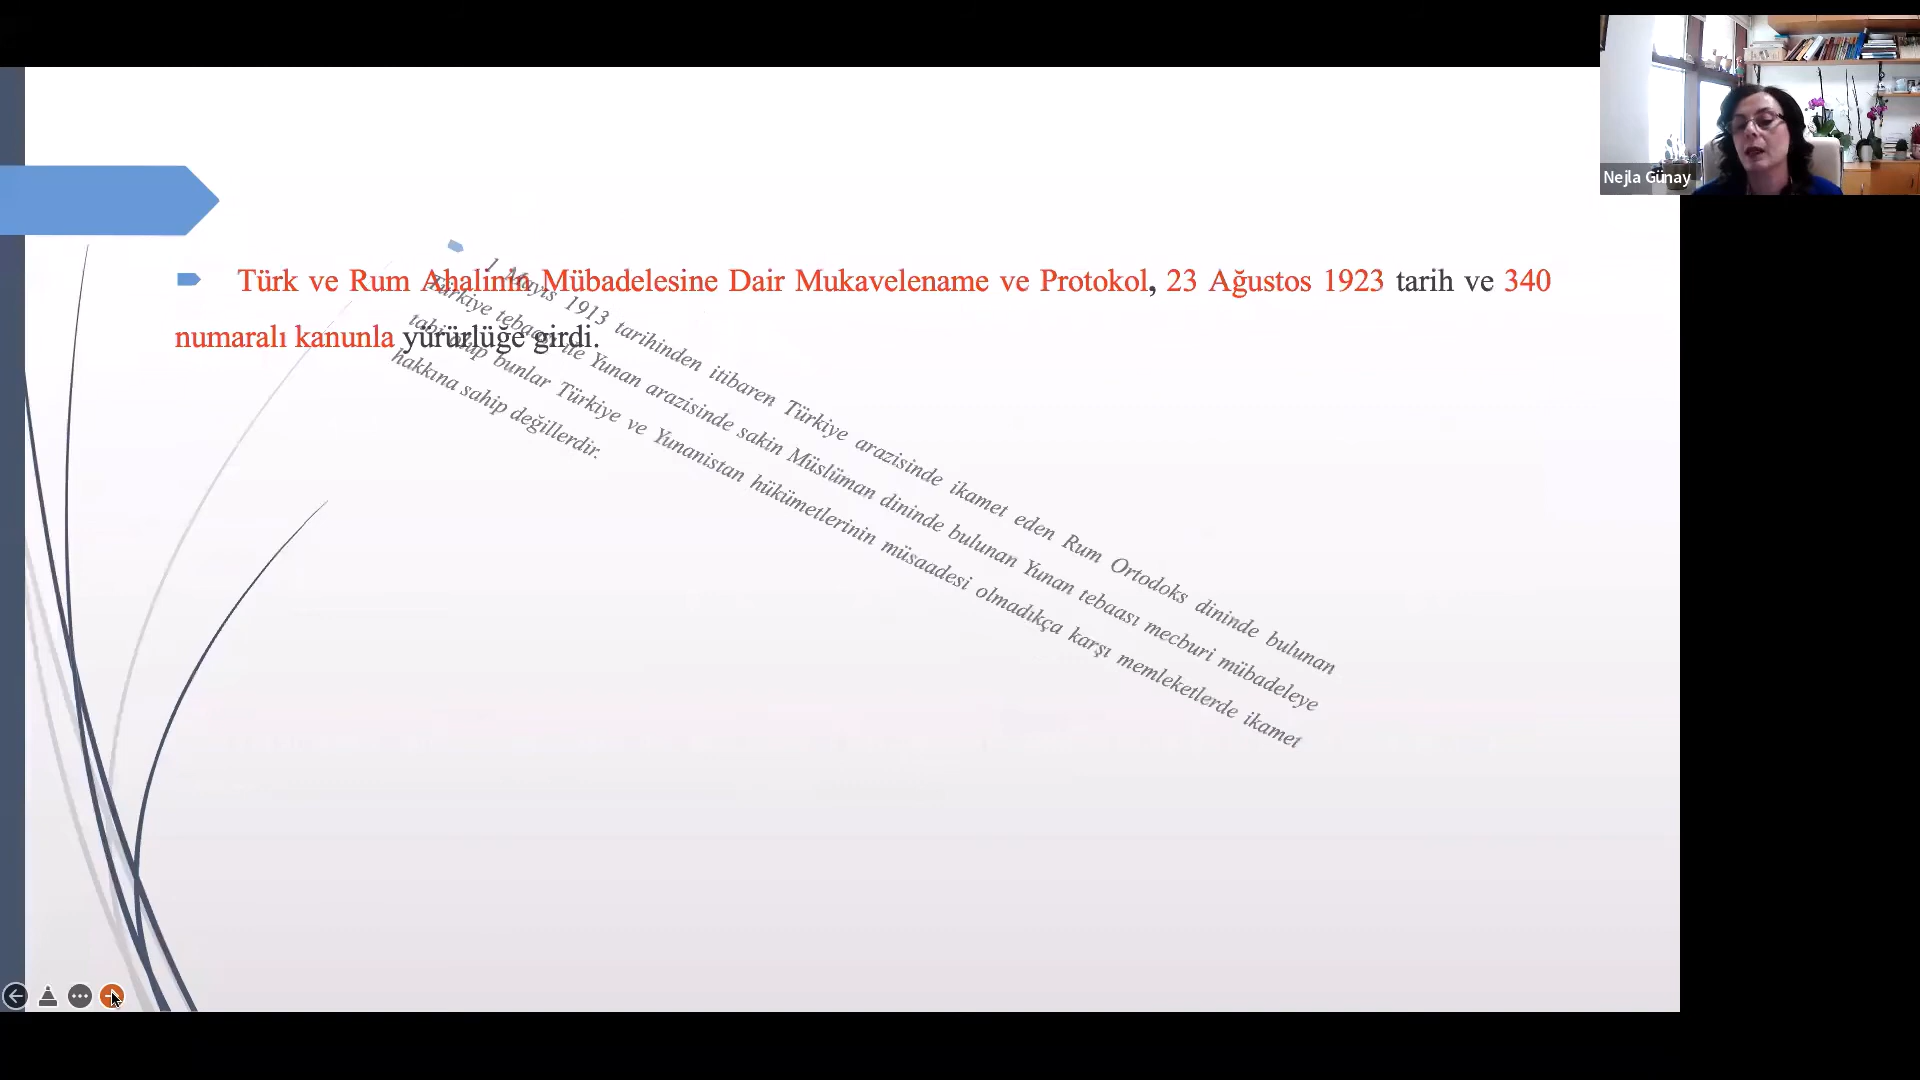 Nejla Günay
Türk ve Rum Ahalinin Mübadelesine Dair Mukavelename ve Protokol, 23 Ağustos 1923 tarih ve 340
numaralı kanunla yürürlüğe girdi.
1 Mayıs 1913 tarihinden itibaren Türkiye arazisinde ikamet eden Rum Ortodoks dininde bulunan
Türkiye tebaası ile Yunan arazisinde sakin Müslüman dininde bulunan Yunan tebaası mecburi mübadeleye
tabi olup bunlar Türkiye ve Yunanistan hükümetlerinin müsaadesi olmadıkça karşı memleketlerde ikamet
hakkına sahip değillerdir.